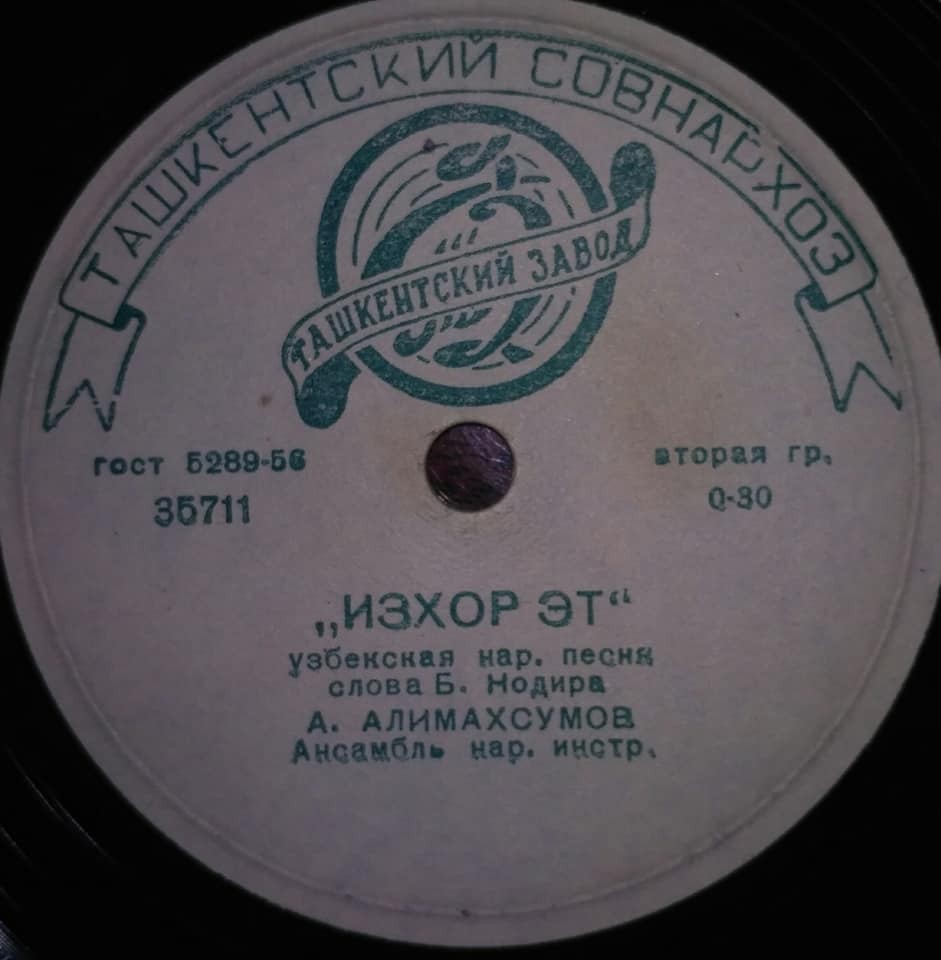 ТАШКЕНТСКИЙ СОВНАРХОЗ
ТАШКЕНТСКИЙ ЗАВОД
гост 5289-56
35711
вторая гр.
0-30
„ИЗХОР ЭТ“
узбекская нар. песня
слова Б. Нодира
А. АЛИМАХСУМОВ
Ансамбль нар. инстр.